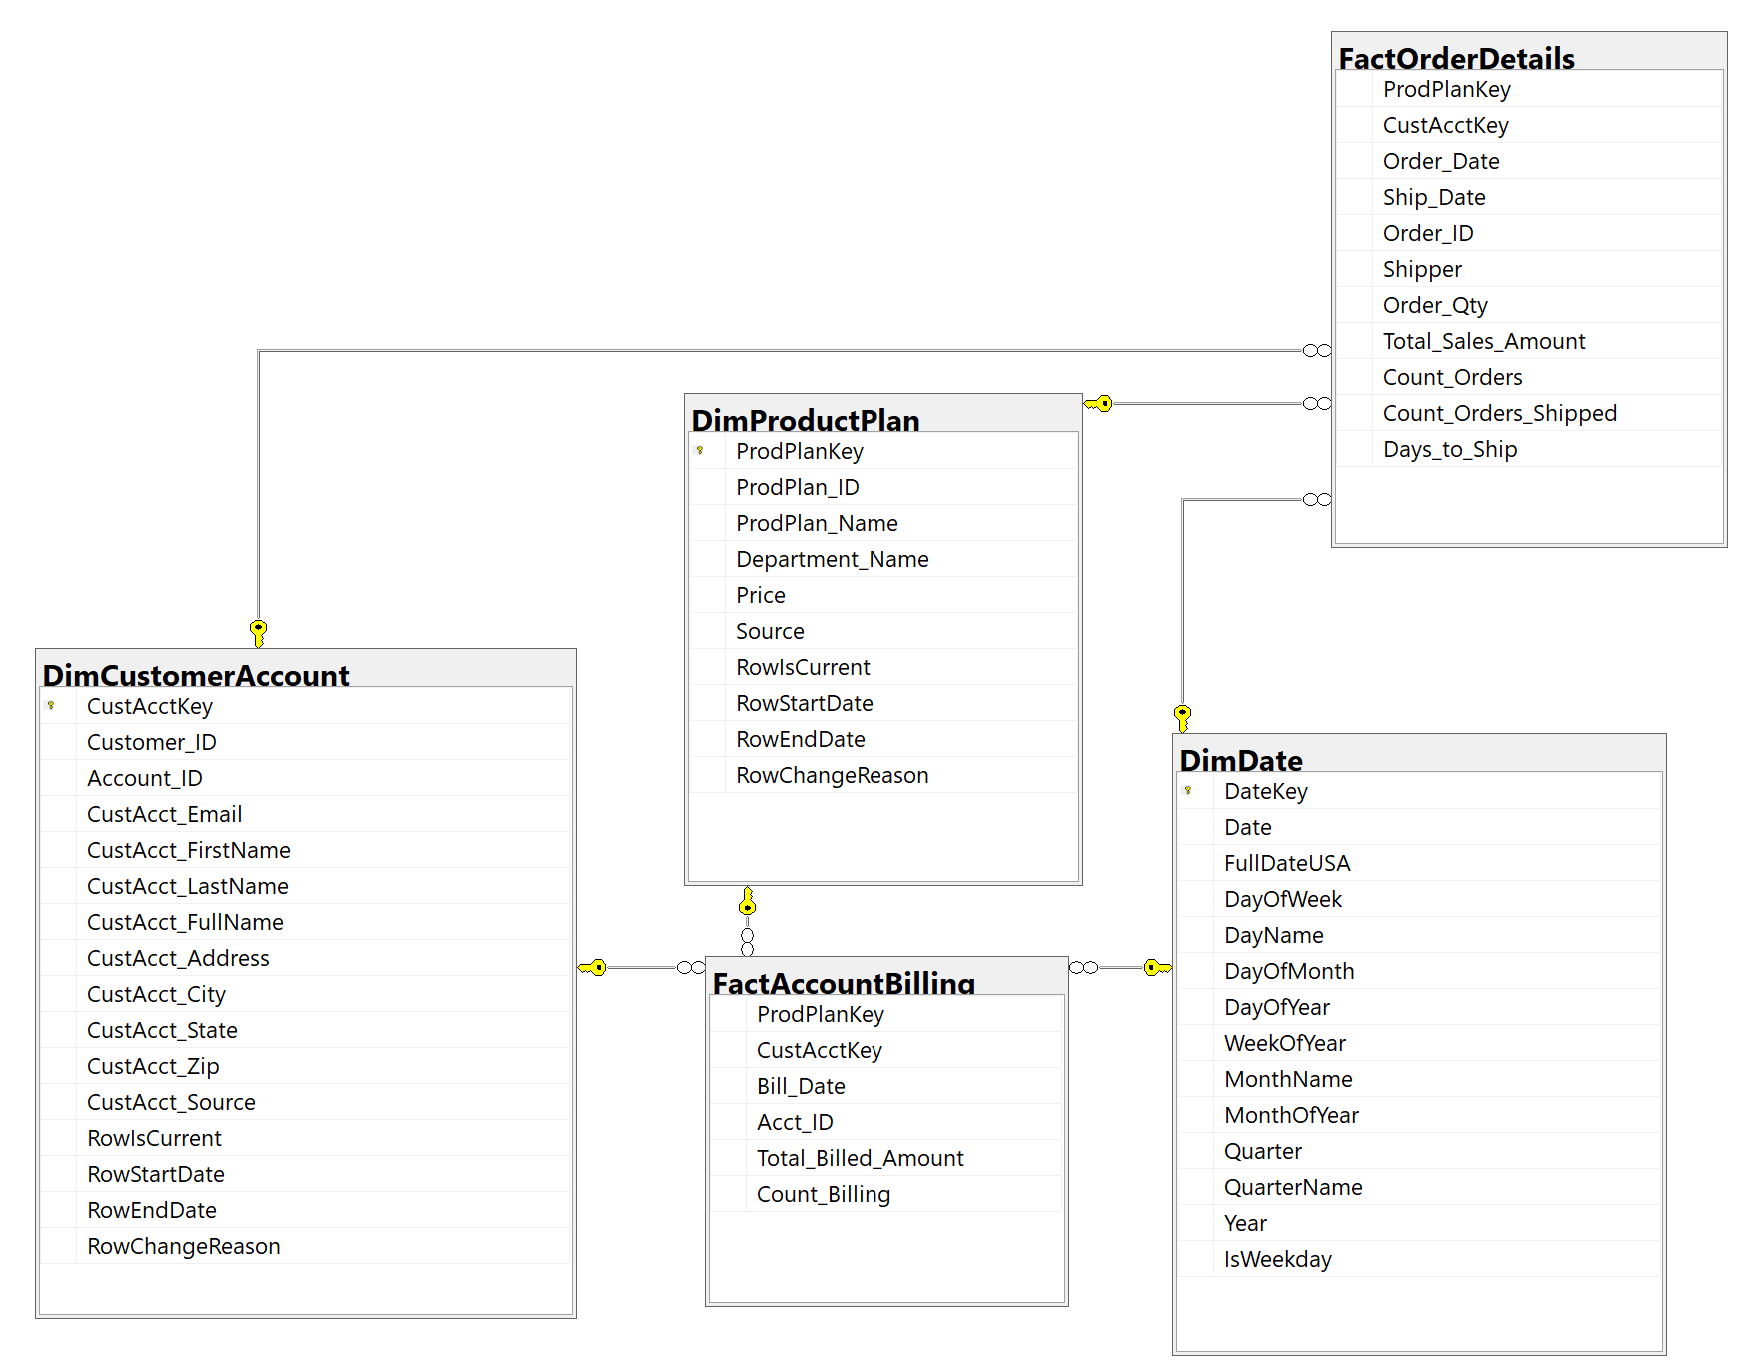 FactOrderDetails
ProdPlanKey
CustAcctKey
Order_Date
Ship_Date
Order_ID
Shipper
Order_Qty
Total_Sales_Amount
Count_Orders
Count_Orders_Shipped
Days_to_Ship
DimProductPlan
ProdPlanKey
ProdPlan_ID
ProdPlan_Name
Department_Name
Price
Source
RowIsCurrent
RowStartDate
RowEndDate
RowChangeReason
DimCustomerAccount
CustAcctKey
Customer_ID
Account_ID
CustAcct_Email
CustAcct_FirstName
CustAcct_LastName
CustAcct_FullName
CustAcct_Address
CustAcct_City
CustAcct_State
CustAcct_Zip
CustAcct_Source
RowIsCurrent
RowStartDate
RowEndDate
RowChangeReason
FactAccountBilling
ProdPlanKey
CustAcctKey
Bill_Date
Acct_ID
Total_Billed_Amount
Count_Billing
DimDate
DateKey
Date
FullDateUSA
DayOfWeek
DayName
DayOfMonth
DayOfYear
WeekOfYear
MonthName
MonthOfYear
Quarter
QuarterName
Year
IsWeekday